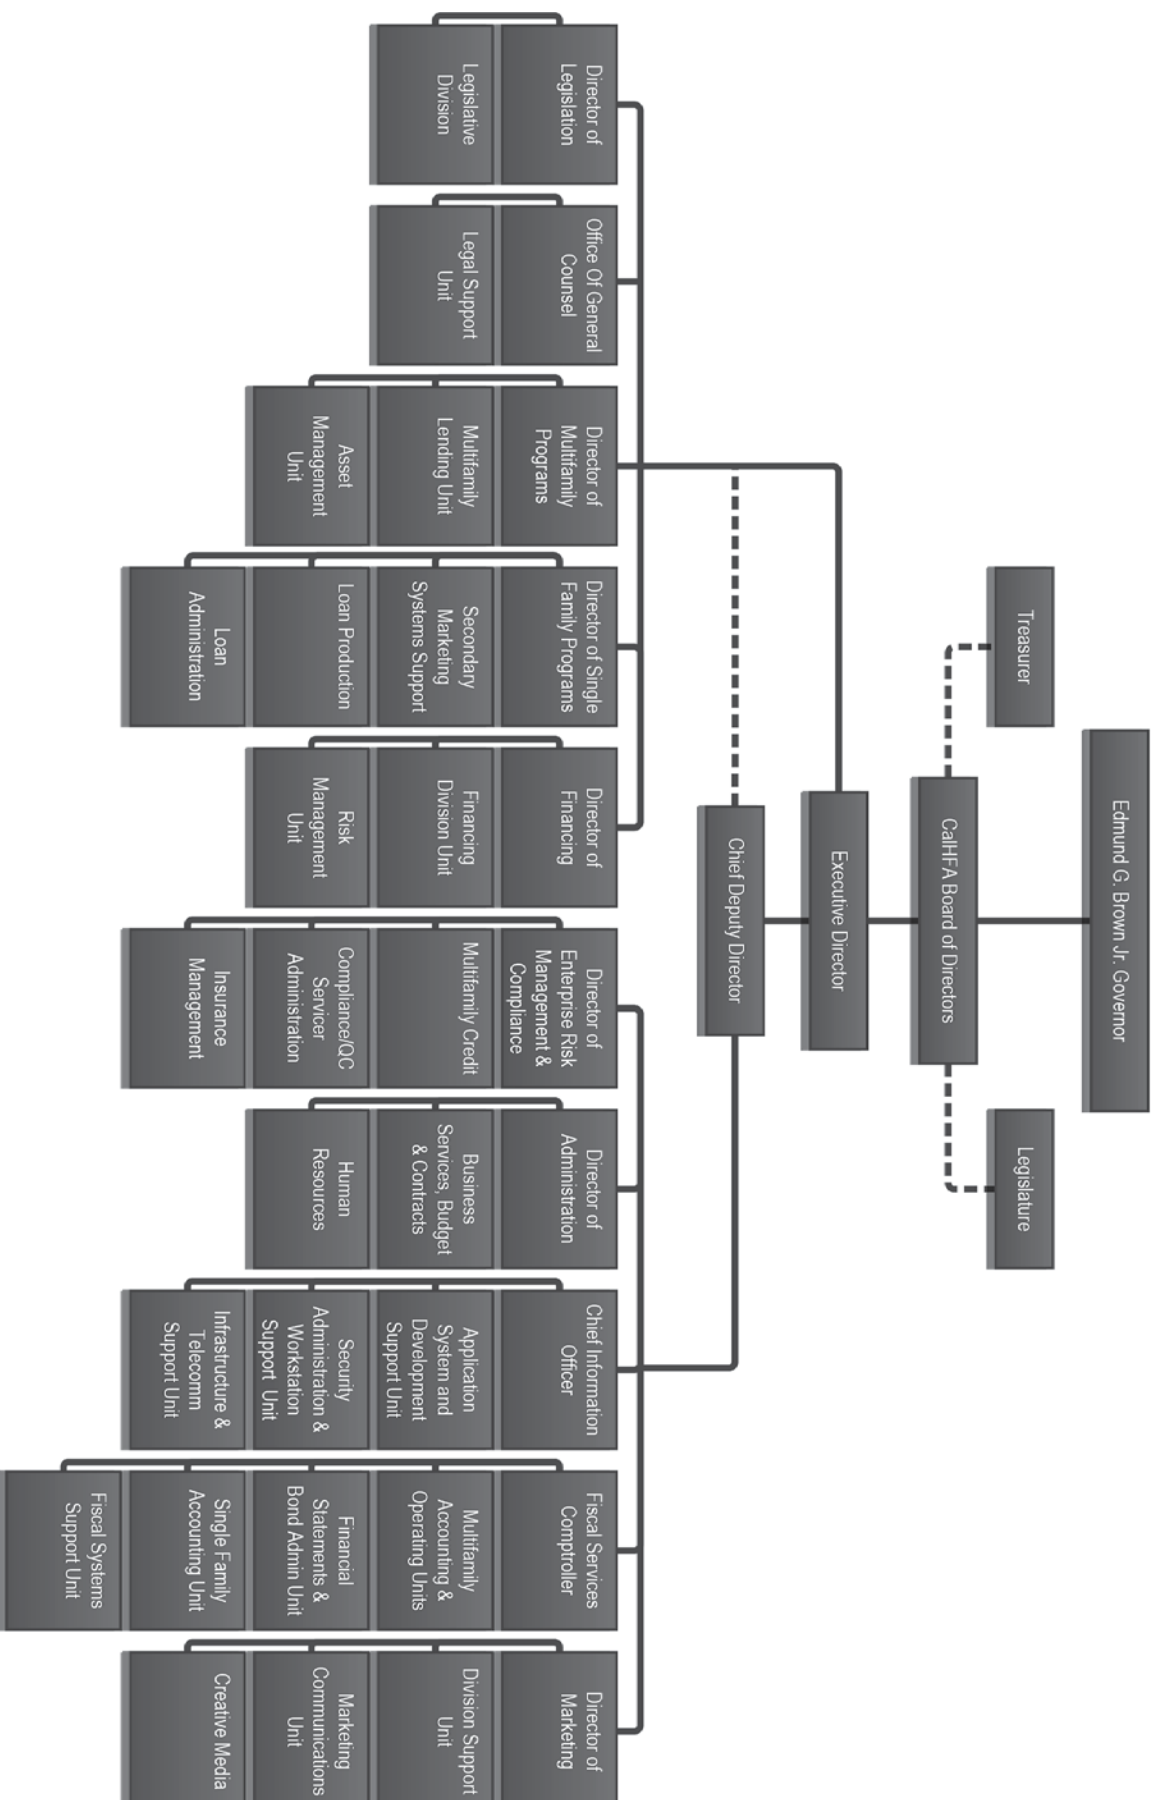 Edmund G. Brown Jr. Governor
Treasurer
Legislature
CalHFA Board of Directors
Executive Director
Chief Deputy Director
Director of
Legislation
Legislative
Division
Office Of General
Counsel
Legal Support
Unit
Director of
Multifamily
Programs
Multifamily
Lending Unit
Asset
Management
Unit
Director of Single
Family Programs
Secondary
Marketing
Systems Support
Loan Production
Loan
Administration
Director of
Financing
Financing
Division Unit
Risk
Management
Unit
Director of
Enterprise Risk
Management &
Compliance
Multifamily Credit
Compliance/QC
Servicer
Administration
Insurance
Management
Director of
Administration
Business
Services, Budget
& Contracts
Human
Resources
Chief Information
Officer
Application
System and
Development
Support Unit
Security
Administration &
Workstation
Support Unit
Infrastructure &
Telecomm
Support Unit
Fiscal Services
Comptroller
Multifamily
Accounting &
Operating Units
Financial
Statements &
Bond Admin Unit
Single Family
Accounting Unit
Fiscal Systems
Support Unit
Director of
Marketing
Division Support
Unit
Marketing
Communications
Unit
Creative Media